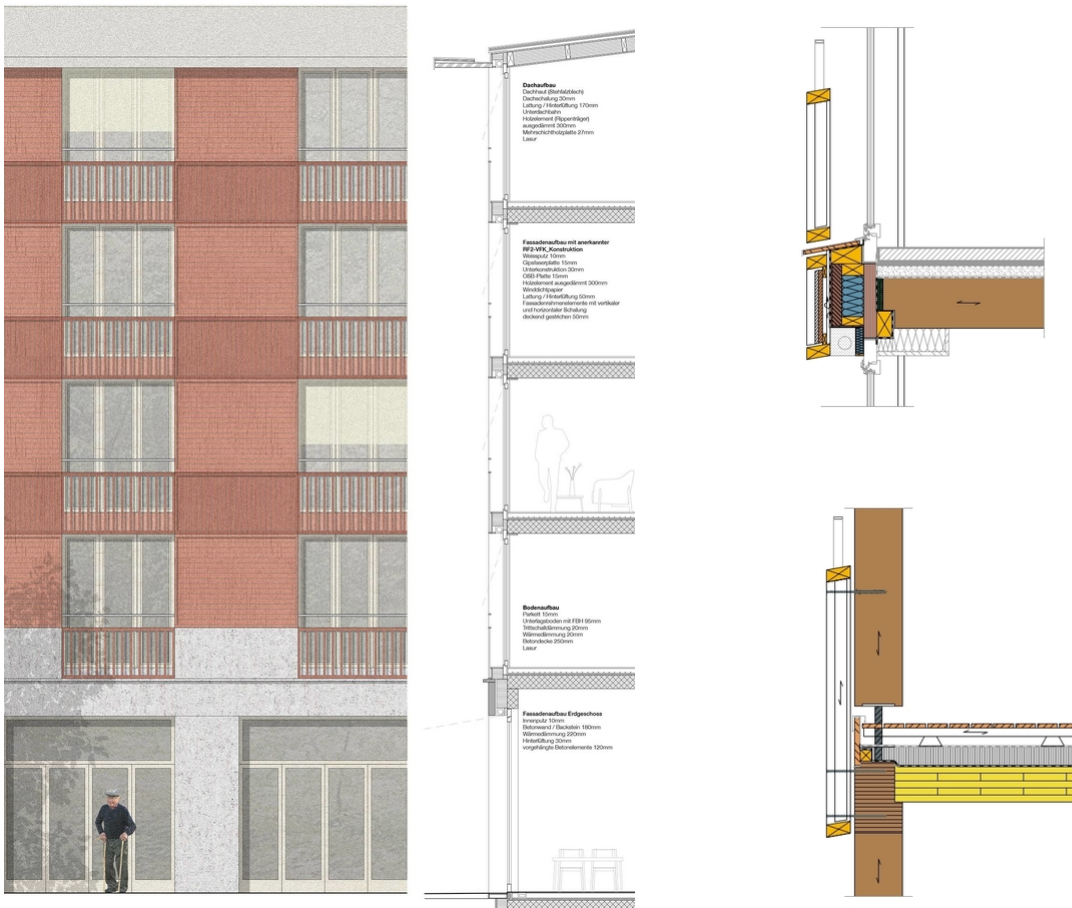 Dachaufbau
Dachhaut (Stehfalzblech)
Dachschalung 30mm
Lattung / Hinterlüftung 170mm
Unterdachbahn
Holzelement (Rippenträger)
ausgedämmt 300mm
Mehrschichtholzplatte 27mm
Lasur
Fassadenaufbau mit anerkannter
RF2-VFK_Konstruktion
Weissputz 10mm
Gipsfaserplatte 15mm
Unterkonstruktion 30mm
OSB-Platte 15mm
Holzelement ausgedämmt 300mm
Winddichtpapier
Lattung / Hinterlüftung 50mm
Fassadenrahmenelemente mit vertikaler
und horizontaler Schalung
deckend gestrichen 50mm
Bodenaufbau
Parkett 15mm
Unterlagsboden mit FBH 95mm
Trittschalldämmung 20mm
Wärmedämmung 20mm
Betondecke 250mm
Lasur
Fassadenaufbau Erdgeschoss
Innenputz 10mm
Betonwand / Backstein 180mm
Wärmedämmung 220mm
Hinterlüftung 30mm
vorgehängte Betonelemente 120mm